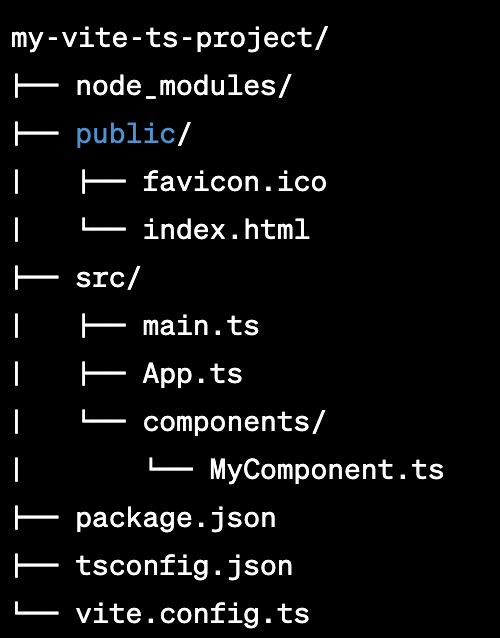 my-vite-ts-project/
├── node_modules/
├── public/
│   ├── favicon.ico
│   └── index.html
├── src/
│   ├── main.ts
│   ├── App.ts
│   └── components/
│       └── MyComponent.ts
├── package.json
├── tsconfig.json
└── vite.config.ts